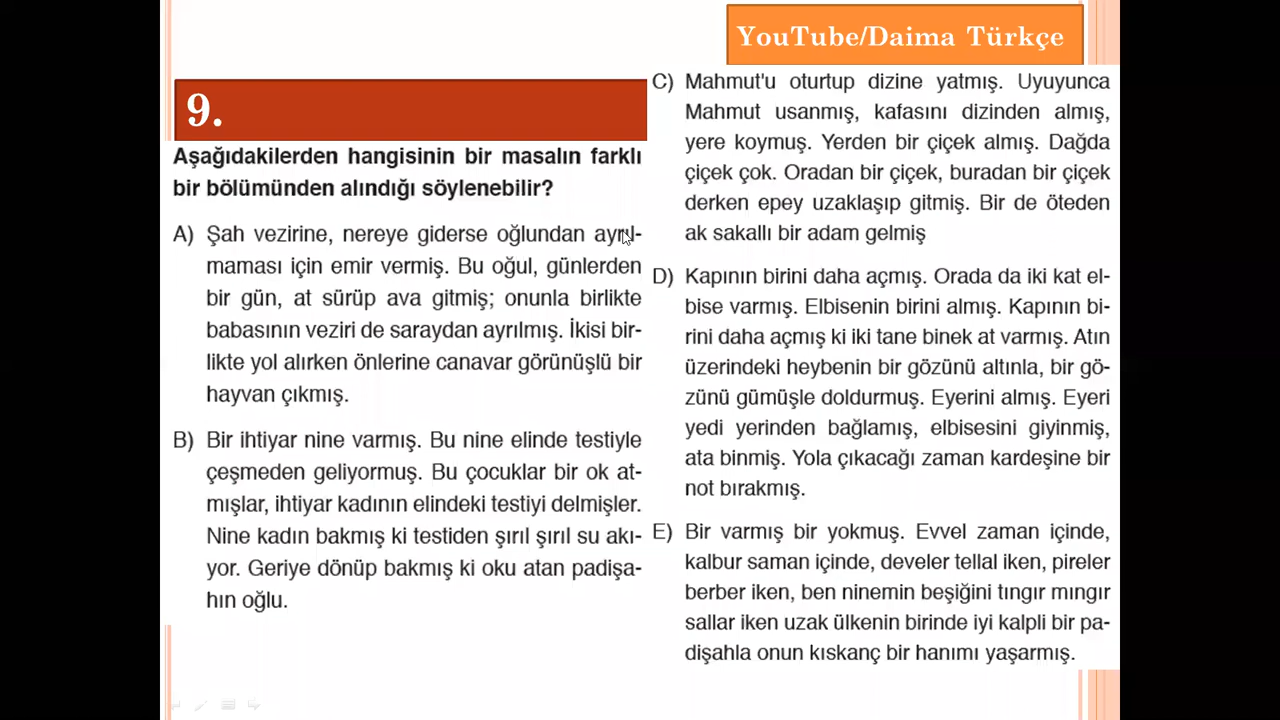 YouTube/Daima Türkçe
9.
Aşağıdakilerden hangisinin bir masalın farklı
bir bölümünden alındığı söylenebilir?
A) Şah vezirine, nereye giderse oğlundan ayrıl-
maması için emir vermiş. Bu oğul, günlerden
bir gün, at sürüp ava gitmiş; onunla birlikte
babasının veziri de saraydan ayrılmış. İkisi bir-
likte yol alırken önlerine canavar görünüşlü bir
hayvan çıkmış.
B) Bir ihtiyar nine varmış. Bu nine elinde testiyle
çeşmeden geliyormuş. Bu çocuklar bir ok at-
mışlar, ihtiyar kadının elindeki testiyi delmişler.
Nine kadın bakmış ki testiden şırıl şırıl su akı-
yor. Geriye dönüp bakmış ki oku atan padişa-
hın oğlu.
C) Mahmut'u oturtup dizine yatmış. Uyuyunca
Mahmut usanmış, kafasını dizinden almış,
yere koymuş. Yerden bir çiçek almış. Dağda
çiçek çok. Oradan bir çiçek, buradan bir çiçek
derken epey uzaklaşıp gitmiş. Bir de öteden
ak sakallı bir adam gelmiş
D) Kapının birini daha açmış. Orada da iki kat el-
bise varmış. Elbisenin birini almış. Kapının bi-
rini daha açmış ki iki tane binek at varmış. Atın
üzerindeki heybenin bir gözünü altınla, bir gö-
zünü gümüşle doldurmuş. Eyerini almış. Eyeri
yedi yerinden bağlamış, elbisesini giyinmiş,
ata binmiş. Yola çıkacağı zaman kardeşine bir
not bırakmış.
E) Bir varmış bir yokmuş. Evvel zaman içinde,
kalbur saman içinde, develer tellal iken, pireler
berber iken, ben ninemin beşiğini tıngır mıngır
sallar iken uzak ülkenin birinde iyi kalpli bir pa-
dişahla onun kıskanç bir hanımı yaşarmış.